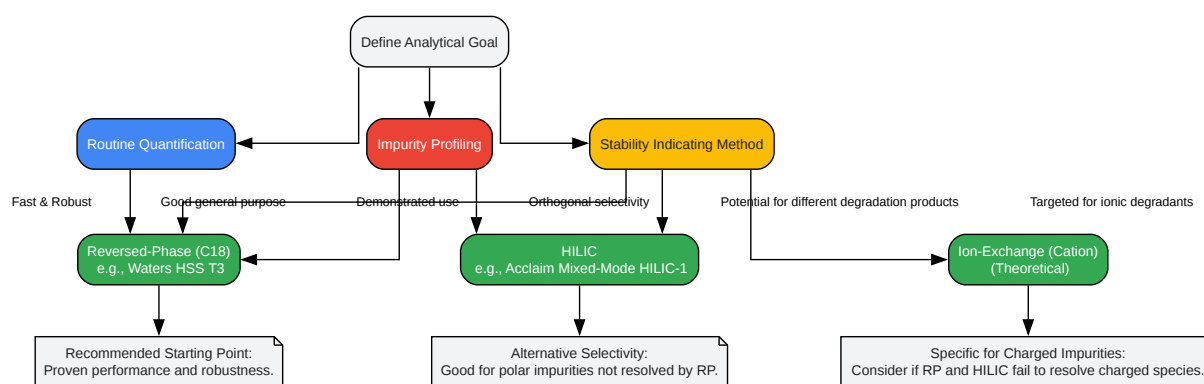 Define Analytical Goal
Routine Quantification
Impurity Profiling
Stability Indicating Method
Fast & Robust
Good general purpose
Demonstrated use
Orthogonal selectivity
Potential for different degradation products
Targeted for ionic degradants
Reversed-Phase (C18)
e.g., Waters HSS T3
HILIC
e.g., Acclaim Mixed-Mode HILIC-1
Ion-Exchange (Cation)
(Theoretical)
Recommended Starting Point:
Proven performance and robustness.
Alternative Selectivity:
Good for polar impurities not resolved by RP.
Specific for Charged Impurities:
Consider if RP and HILIC fail to resolve charged species.